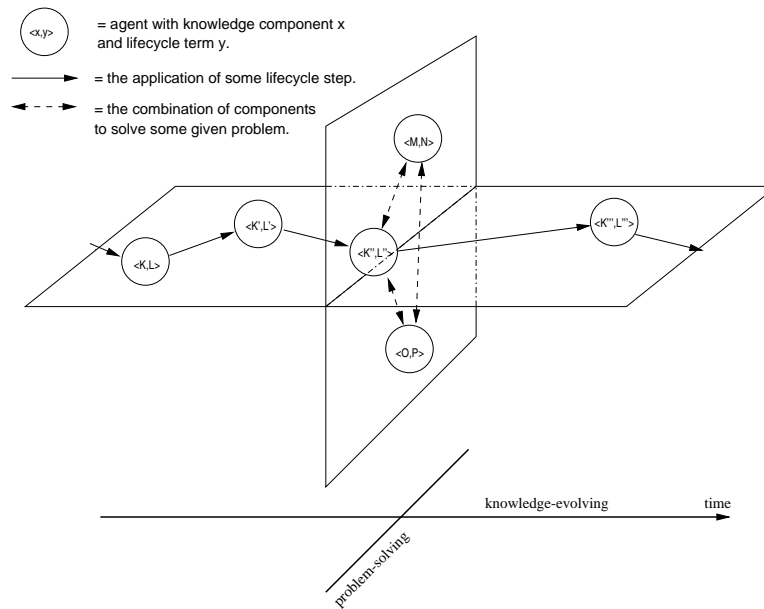 <x,y>
= agent with knowledge component x
and lifecycle term y.
= the application of some lifecycle step.
= the combination of components
to solve some given problem.
<M,N>
<K',L'>
<K,L>
<K'',L''>
<K''',L'''>
<O,P>
knowledge-evolving
time
problem-solving